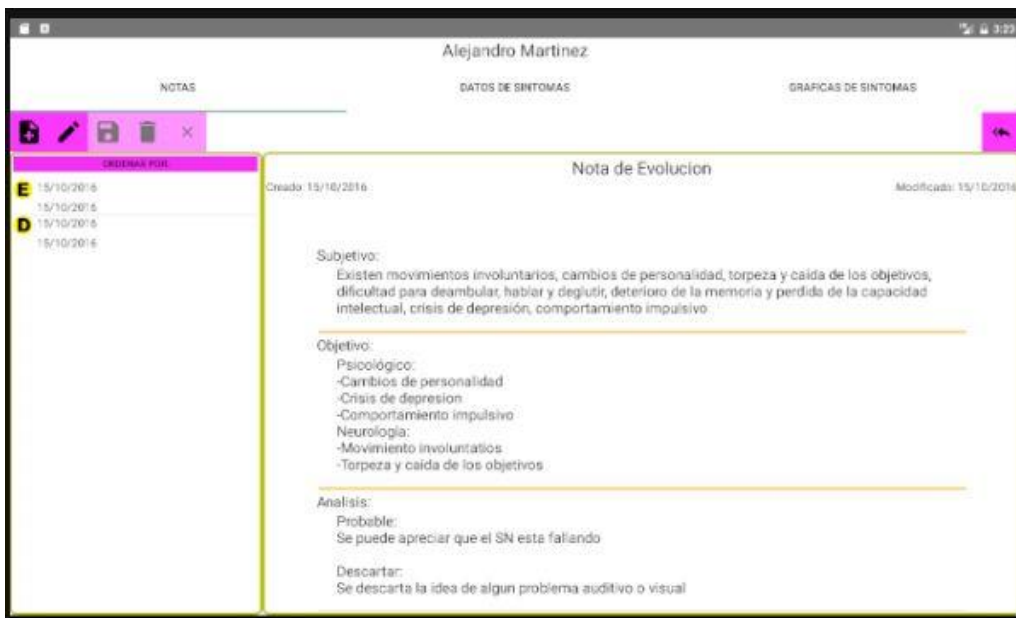 3:23
Alejandro Martinez
NOTAS
DATOS DE SINTOMAS
GRAFICAS DE SINTOMAS
ORDENAR POR:
E 15/10/2016
15/10/2016
D 15/10/2016
15/10/2016
Nota de Evolucion
Creado: 15/10/2016
Modificado: 15/10/2016
Subjetivo:
Existen movimientos involuntarios, cambios de personalidad, torpeza y caida de los objetivos,
dificultad para deambular, hablar y deglutir, deterioro de la memoria y perdida de la capacidad
intelectual, crisis de depresión, comportamiento impulsivo
Objetivo:
Psicológico:
-Cambios de personalidad
-Crisis de depresion
-Comportamiento impulsivo
Neurologia:
-Movimiento involuntatios
-Torpeza y caida de los objetivos
Analisis:
Probable:
Se puede apreciar que el SN esta fallando
Descartar:
Se descarta la idea de algun problema auditivo o visual